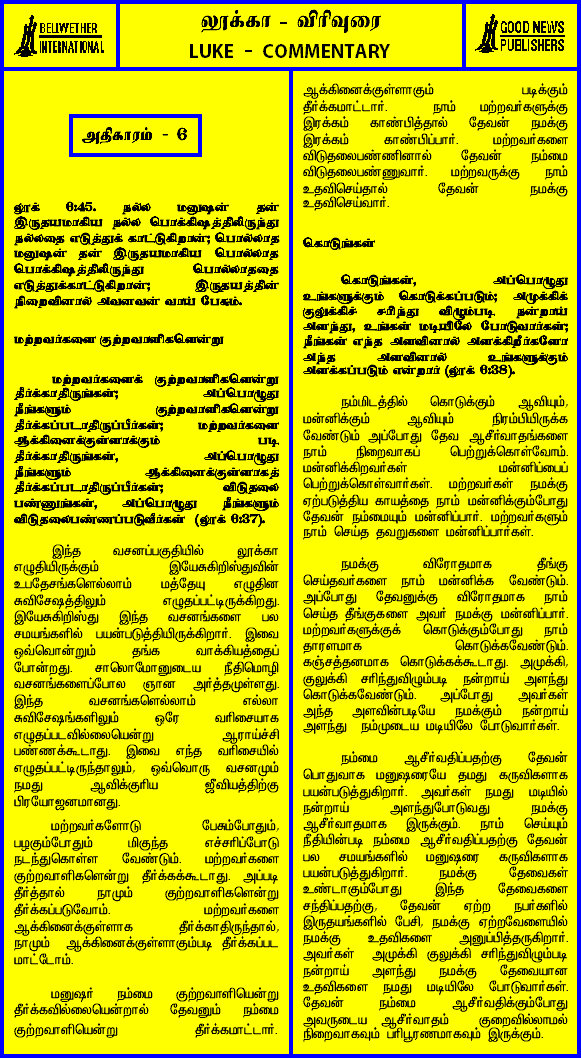 BELWETHER
INTERNATIONAL
லூக்கா - விரிவுரை
LUKE - COMMENTARY
GOOD NEWS
PUBLISHERS
அதிகாரம் - 6
லூக் 6:45. நல்ல மனுஷன் தன்
இருதயமாகிய நல்ல பொக்கிஷத்திலிருந்து
நல்லதை எடுத்துக் காட்டுகிறான்; பொல்லாத
மனுஷன் தன் இருதயமாகிய பொல்லாத
பொக்கிஷத்திலிருந்து பொல்லாததை
எடுத்துக்காட்டுகிறான்; இருதயத்தின்
நிறைவினால் அவனவன் வாய் பேசும்.
மற்றவர்களை குற்றவாளிகளென்று
மற்றவர்களைக் குற்றவாளிகளென்று
தீர்க்காதிருங்கள்; அப்பொழுது
நீங்களும் குற்றவாளிகளென்று
தீர்க்கப்படாதிருப்பீர்கள்; மற்றவர்களை
ஆக்கினைக்குள்ளாக்கும் படி
தீர்க்காதிருங்கள், அப்பொழுது
நீங்களும் ஆக்கினைக்குள்ளாகத்
தீர்க்கப்படாதிருப்பீர்கள்; விடுதலை
பண்ணுங்கள், அப்பொழுது நீங்களும்
விடுதலைபண்ணப்படுவீர்கள் (லூக் 6:37).
இந்த வசனப்பகுதியில் லூக்கா
எழுதியிருக்கும் இயேசுகிறிஸ்துவின்
உபதேசங்களெல்லாம் மத்தேயு எழுதின
சுவிசேஷத்திலும் எழுதப்பட்டிருக்கிறது.
இயேசுகிறிஸ்து இந்த வசனங்களை பல
சமயங்களில் பயன்படுத்தியிருக்கிறார். இவை
ஒவ்வொன்றும் தங்க வாக்கியத்தைப்
போன்றது. சாலொமோனுடைய நீதிமொழி
வசனங்களைப்போல ஞான அர்த்தமுள்ளது.
இந்த வசனங்களெல்லாம் எல்லா
சுவிசேஷங்களிலும் ஒரே வரிசையாக
எழுதப்படவில்லையென்று ஆராய்ச்சி
பண்ணக்கூடாது. இவை எந்த வரிசையில்
எழுதப்பட்டிருந்தாலும், ஒவ்வொரு வசனமும்
நமது ஆவிக்குரிய ஜீவியத்திற்கு
பிரயோஜனமானது.
மற்றவர்களோடு பேசும்போதும்,
பழகும்போதும் மிகுந்த எச்சரிப்போடு
நடந்துகொள்ள வேண்டும். மற்றவர்களை
குற்றவாளிகளென்று தீர்க்கக்கூடாது. அப்படி
தீர்த்தால் நாமும் குற்றவாளிகளென்று
தீர்க்கப்படுவோம். மற்றவர்களை
ஆக்கினைக்குள்ளாக தீர்க்காதிருந்தால்,
நாமும் ஆக்கினைக்குள்ளாகும்படி தீர்க்கப்பட
மாட்டோம்.
மனுஷர் நம்மை குற்றவாளியென்று
தீர்க்கவில்லையென்றால் தேவனும் நம்மை
குற்றவாளியென்று தீர்க்கமாட்டார்.
ஆக்கினைக்குள்ளாகும் படிக்கும்
தீர்க்கமாட்டார். நாம் மற்றவர்களுக்கு
இரக்கம் காண்பித்தால் தேவன் நமக்கு
இரக்கம் காண்பிப்பார். மற்றவர்களை
விடுதலைபண்ணினால் தேவன் நம்மை
விடுதலைபண்ணுவார். மற்றவருக்கு நாம்
உதவிசெய்தால் தேவன் நமக்கு
உதவிசெய்வார்.
கொடுங்கள்
கொடுங்கள், அப்பொழுது
உங்களுக்கும் கொடுக்கப்படும்; அமுக்கிக்
குலுக்கிச் சரிந்து விழும்படி நன்றாய்
அளந்து, உங்கள் மடியிலே போடுவார்கள்;
நீங்கள் எந்த அளவினால் அளக்கிறீர்களோ
அந்த அளவினால் உங்களுக்கும்
அளக்கப்படும் என்றார் (லூக் 6:38).
நம்மிடத்தில் கொடுக்கும் ஆவியும்,
மன்னிக்கும் ஆவியும் நிரம்பியிருக்க
வேண்டும் அப்போது தேவ ஆசீர்வாதங்களை
நாம் நிறைவாகப் பெற்றுக்கொள்வோம்.
மன்னிக்கிறவர்கள் மன்னிப்பைப்
பெற்றுக்கொள்வார்கள். மற்றவர்கள் நமக்கு
ஏற்படுத்திய காயத்தை நாம் மன்னிக்கும்போது
தேவன் நம்மையும் மன்னிப்பார். மற்றவர்களும்
நாம் செய்த தவறுகளை மன்னிப்பார்கள்.
நமக்கு விரோதமாக தீங்கு
செய்தவர்களை நாம் மன்னிக்க வேண்டும்.
அப்போது தேவனுக்கு விரோதமாக நாம்
செய்த தீங்குகளை அவர் நமக்கு மன்னிப்பார்.
மற்றவர்களுக்குக் கொடுக்கும்போது நாம்
தாராளமாக கொடுக்கவேண்டும்.
கஞ்சத்தனமாக கொடுக்கக்கூடாது. அமுக்கி,
குலுக்கி சரிந்துவிழும்படி நன்றாய் அளந்து
கொடுக்கவேண்டும். அப்போது அவர்கள்
அந்த அளவின்படியே நமக்கும் நன்றாய்
அளந்து நம்முடைய மடியிலே போடுவார்கள்.
நம்மை ஆசீர்வதிப்பதற்கு தேவன்
பொதுவாக மனுஷரையே தமது கருவிகளாக
பயன்படுத்துகிறார். அவர்கள் நமது மடியில்
நன்றாய் அளந்துபோடுவது நமக்கு
ஆசீர்வாதமாக இருக்கும். நாம் செய்யும்
நீதியின்படி நம்மை ஆசீர்வதிப்பதற்கு தேவன்
பல சமயங்களில் மனுஷரை கருவிகளாக
பயன்படுத்துகிறார். நமக்கு தேவைகள்
உண்டாகும்போது இந்த தேவைகளை
சந்திப்பதற்கு, தேவன் ஏற்ற நபர்களில்
இருதயங்களில் பேசி, நமக்கு ஏற்றவேளையில்
நமக்கு உதவிகளை அனுப்பித்தருகிறார்.
அவர்கள் அமுக்கி குலுக்கி சரிந்துவிழும்படி
நன்றாய் அளந்து நமக்கு தேவையான
உதவிகளை நமது மடியிலே போடுவார்கள்.
தேவன் நம்மை ஆசீர்வதிக்கும்போது
அவருடைய ஆசீர்வாதம் குறைவில்லாமல்
நிறைவாகவும் பரிபூரணமாகவும் இருக்கும்.